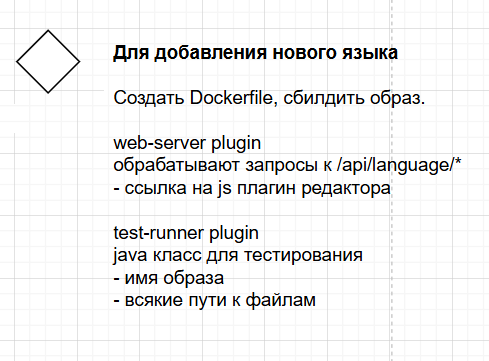 Для добавления нового языка
Создать Dockerfile, сбилдить образ.
web-server plugin
обрабатывают запросы к /api/language/*
- ссылка на js плагин редактора
test-runner plugin
java класс для тестирования
- имя образа
- всякие пути к файлам